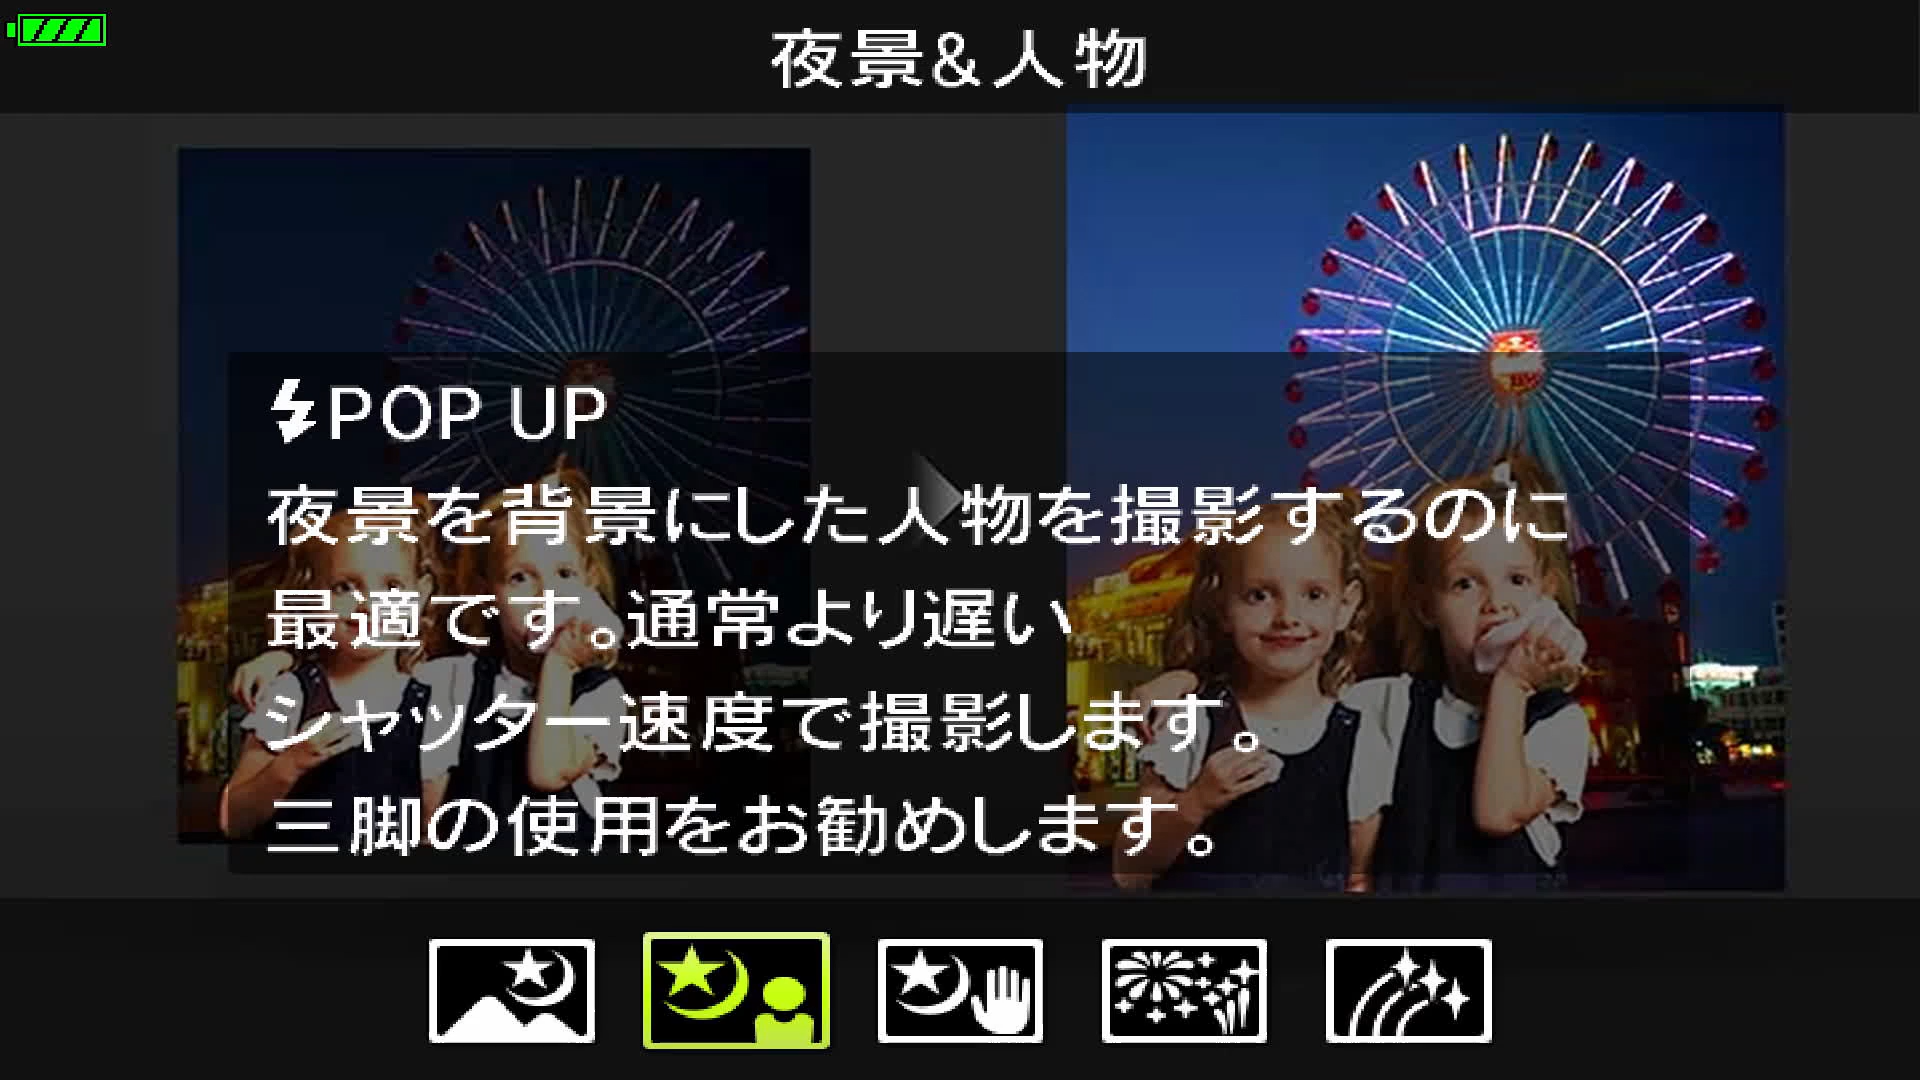 夜景&人物
POP UP
夜景を背景にした人物を撮影するのに
最適です。通常より遅い
シャッター速度で撮影します。
三脚の使用をお勧めします。